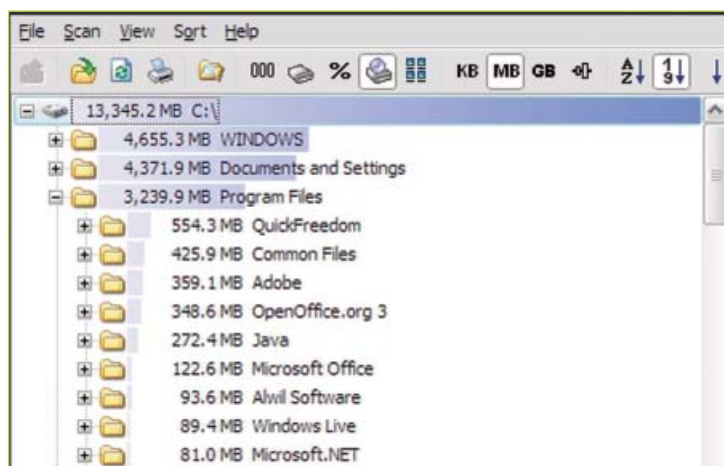 File Scan View Sort Help
000 % KB MB GB A Z 1 9
13,345.2 MB C:\
4,655.3 MB WINDOWS
4,371.9 MB Documents and Settings
3,239.9 MB Program Files
554.3 MB QuickFreedom
425.9 MB Common Files
359.1 MB Adobe
348.6 MB OpenOffice.org 3
272.4 MB Java
122.6 MB Microsoft Office
93.6 MB Alwil Software
89.4 MB Windows Live
81.0 MB Microsoft.NET